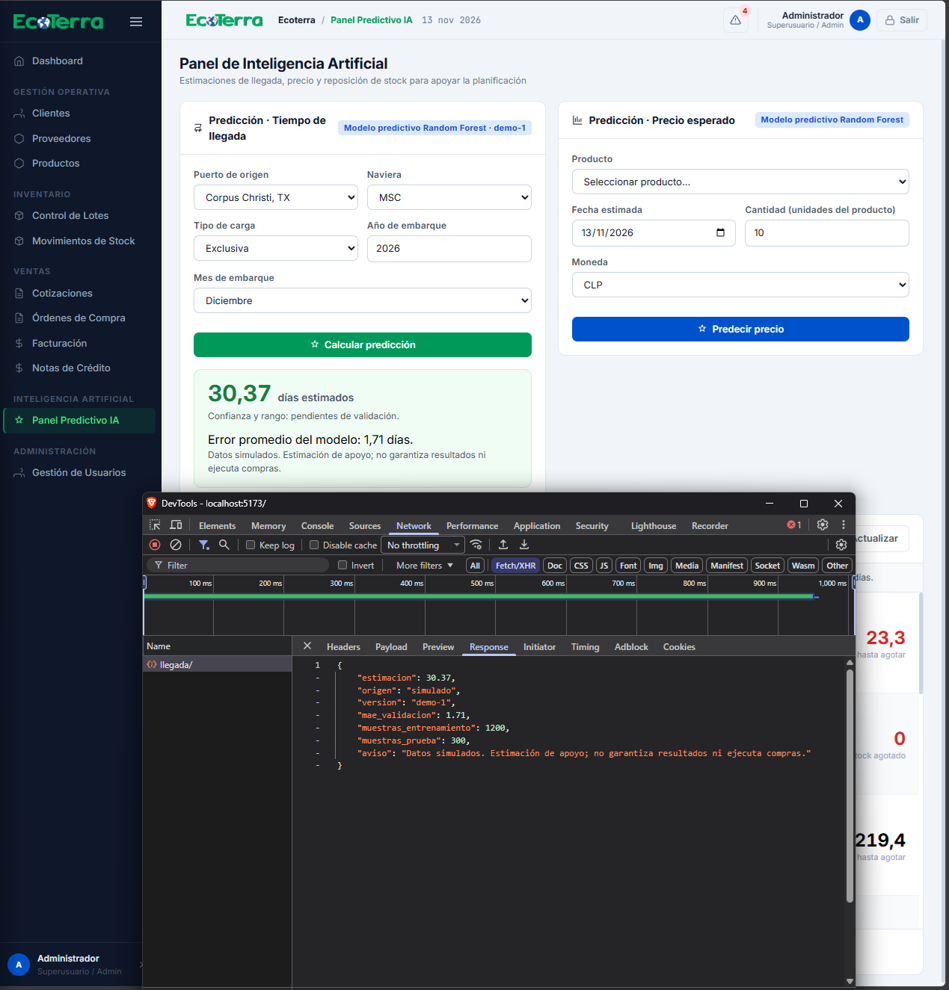 EcoTerra
Dashboard
GESTIÓN OPERATIVA
Clientes
Proveedores
Productos
INVENTARIO
Control de Lotes
Movimientos de Stock
VENTAS
Cotizaciones
Órdenes de Compra
Facturación
Notas de Crédito
INTELIGENCIA ARTIFICIAL
Panel Predictivo IA
ADMINISTRACIÓN
Gestión de Usuarios
A
Administrador
Superusuario / Admin
EcoTerra
Ecoterra / Panel Predictivo IA 13 nov 2026
4
Administrador
Superusuario / Admin
A
Salir
Panel de Inteligencia Artificial
Estimaciones de llegada, precio y reposición de stock para apoyar la planificación
Predicción · Tiempo de
llegada
Modelo predictivo Random Forest · demo-1
Puerto de origen
Naviera
Corpus Christi, TX
MSC
Tipo de carga
Año de embarque
Exclusiva
2026
Mes de embarque
Diciembre
Calcular predicción
30,37 días estimados
Confianza y rango: pendientes de validación.
Error promedio del modelo: 1,71 días.
Datos simulados. Estimación de apoyo; no garantiza resultados ni
ejecuta compras.
Predicción · Precio esperado
Modelo predictivo Random Forest
Producto
Seleccionar producto...
Fecha estimada
Cantidad (unidades del producto)
13/11/2026
10
Moneda
CLP
Predecir precio
ctualizar
días.
23,3
hasta agotar
0
tock agotado
219,4
hasta agotar
DevTools - localhost:5173/
Elements Memory Console Sources Network Performance Application Security Lighthouse Recorder
1
Keep log Disable cache No throttling
Filter Invert More filters All Fetch/XHR Doc CSS JS Font Img Media Manifest Socket Wasm Other
100 ms 200 ms 300 ms 400 ms 500 ms 600 ms 700 ms 800 ms 900 ms 1,000 ms
Name
llegada/
Headers Payload Preview Response Initiator Timing Adblock Cookies
1 {
- "estimacion": 30.37,
- "origen": "simulado",
- "version": "demo-1",
- "mae_validacion": 1.71,
- "muestras_entrenamiento": 1200,
- "muestras_prueba": 300,
- "aviso": "Datos simulados. Estimación de apoyo; no garantiza resultados ni ejecuta compras."
- }